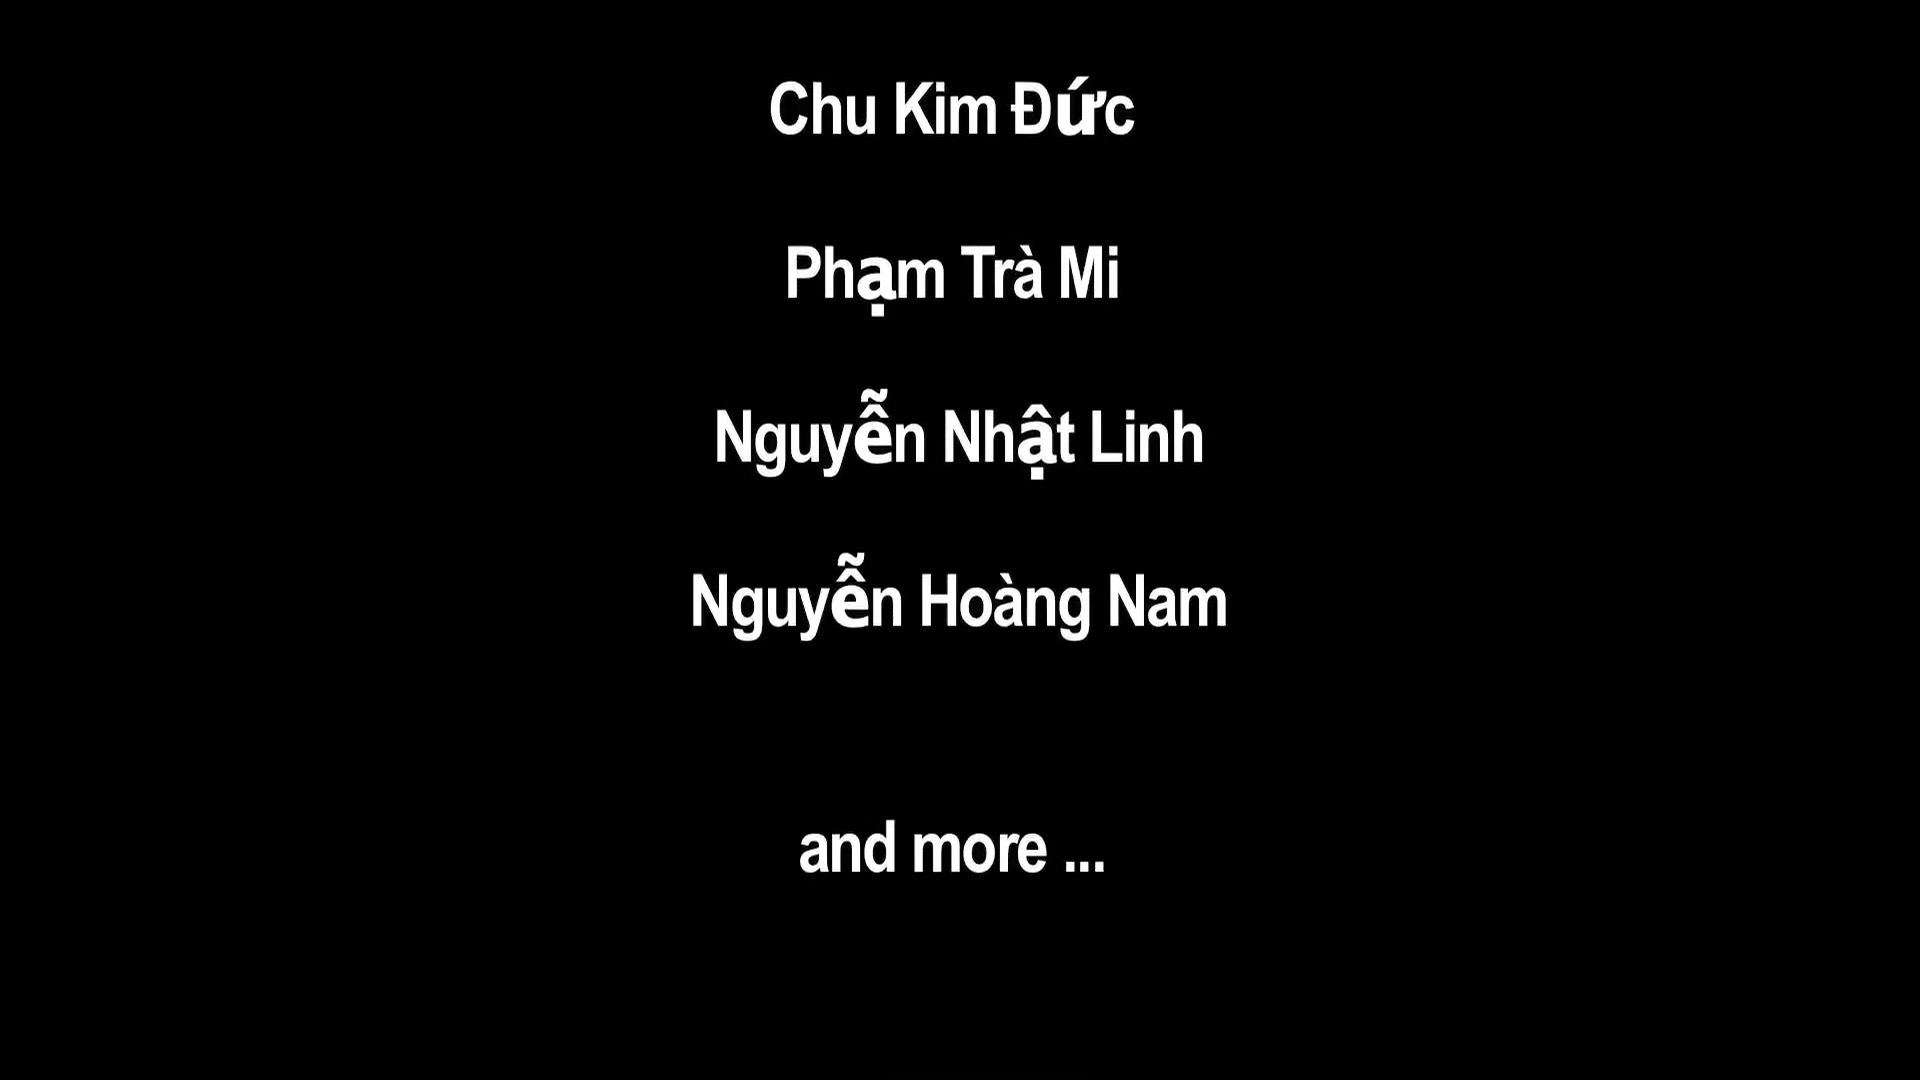 Chu Kim Đức
Phạm Trà Mi
Nguyễn Nhật Linh
Nguyễn Hoàng Nam
and more ...